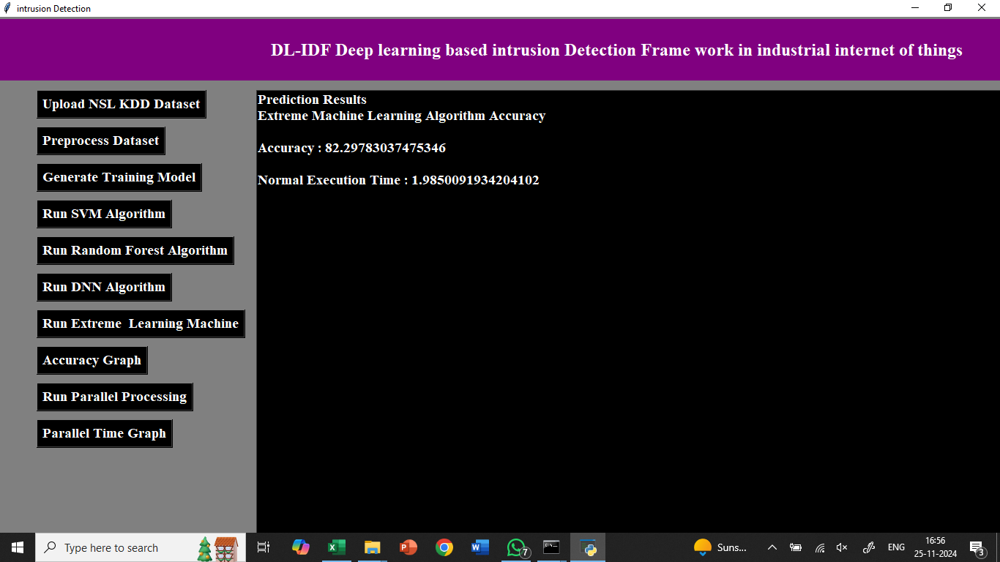 intrusion Detection
DL-IDF Deep learning based intrusion Detection Frame work in industrial internet of things
Upload NSL KDD Dataset
Preprocess Dataset
Generate Training Model
Run SVM Algorithm
Run Random Forest Algorithm
Run DNN Algorithm
Run Extreme  Learning Machine
Accuracy Graph
Run Parallel Processing
Parallel Time Graph
Prediction Results
Extreme Machine Learning Algorithm Accuracy
Accuracy : 82.29783037475346
Normal Execution Time : 1.9850091934204102
Type here to search
7
Suns...
ENG
16:56
25-11-2024
3